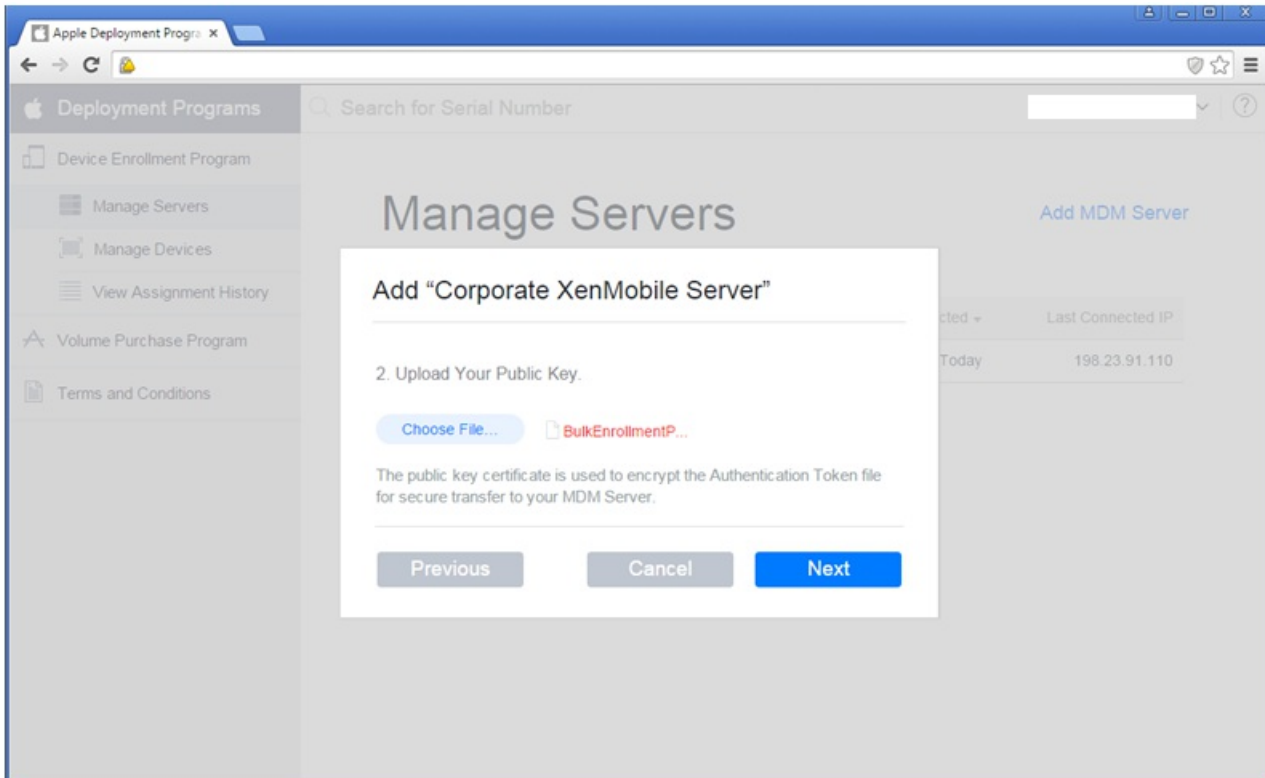 Apple Deployment Progra
Deployment Programs
Search for Serial Number
Device Enrollment Program
Manage Servers
Manage Devices
View Assignment History
Volume Purchase Program
Terms and Conditions
Manage Servers
Add MDM Server
cted
Last Connected IP
Today
198.23.91.110
Add “Corporate XenMobile Server”
2. Upload Your Public Key.
Choose File...
BulkEnrollmentP...
The public key certificate is used to encrypt the Authentication Token file
for secure transfer to your MDM Server.
Previous
Cancel
Next